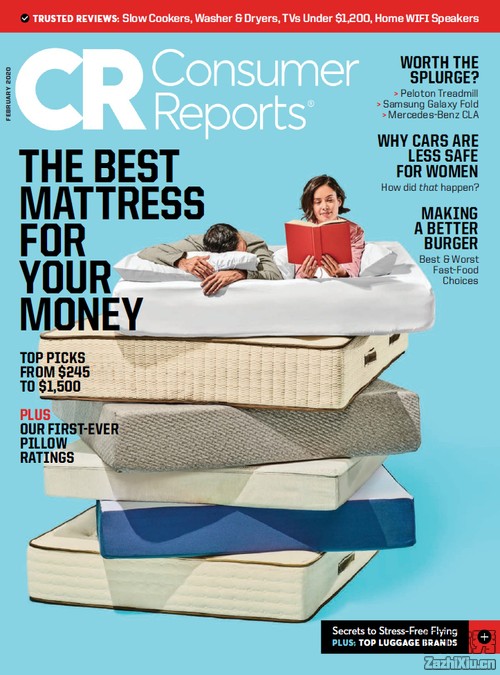 TRUSTED REVIEWS: Slow Cookers, Washer & Dryers, TVs Under $1,200, Home WIFI Speakers
FEBRUARY 2020
CR Consumer
Reports®
THE BEST
MATTRESS
FOR
YOUR
MONEY
TOP PICKS
FROM $245
TO $1,500
PLUS
OUR FIRST-EVER
PILLOW
RATINGS
WORTH THE
SPLURGE?
> Peloton Treadmill
> Samsung Galaxy Fold
> Mercedes-Benz CLA
WHY CARS ARE
LESS SAFE
FOR WOMEN
How did that happen?
MAKING
A BETTER
BURGER
Best & Worst
Fast-Food
Choices
Secrets to Stress-Free Flying
PLUS: TOP LUGGAGE BRANDS
ZazhiXiu.cn